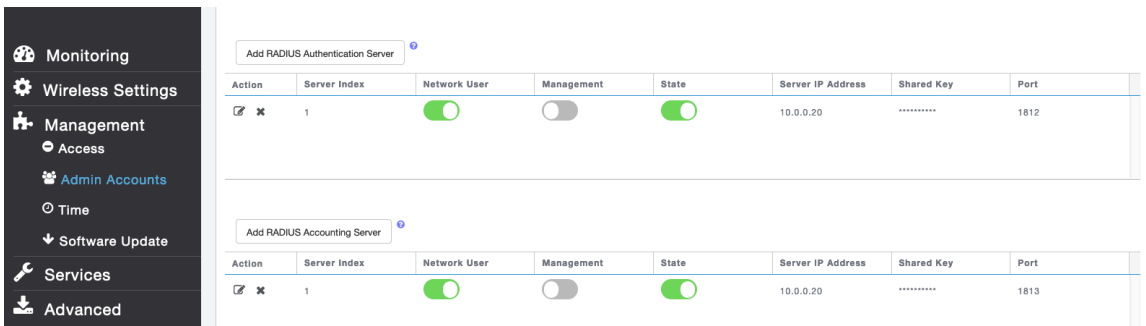 Monitoring
Wireless Settings
Management
Access
Admin Accounts
Time
Software Update
Services
Advanced
Add RADIUS Authentication Server ?
Action Server Index Network User Management State Server IP Address Shared Key Port
1 10.0.0.20 ********** 1812
Add RADIUS Accounting Server ?
Action Server Index Network User Management State Server IP Address Shared Key Port
1 10.0.0.20 ********** 1813